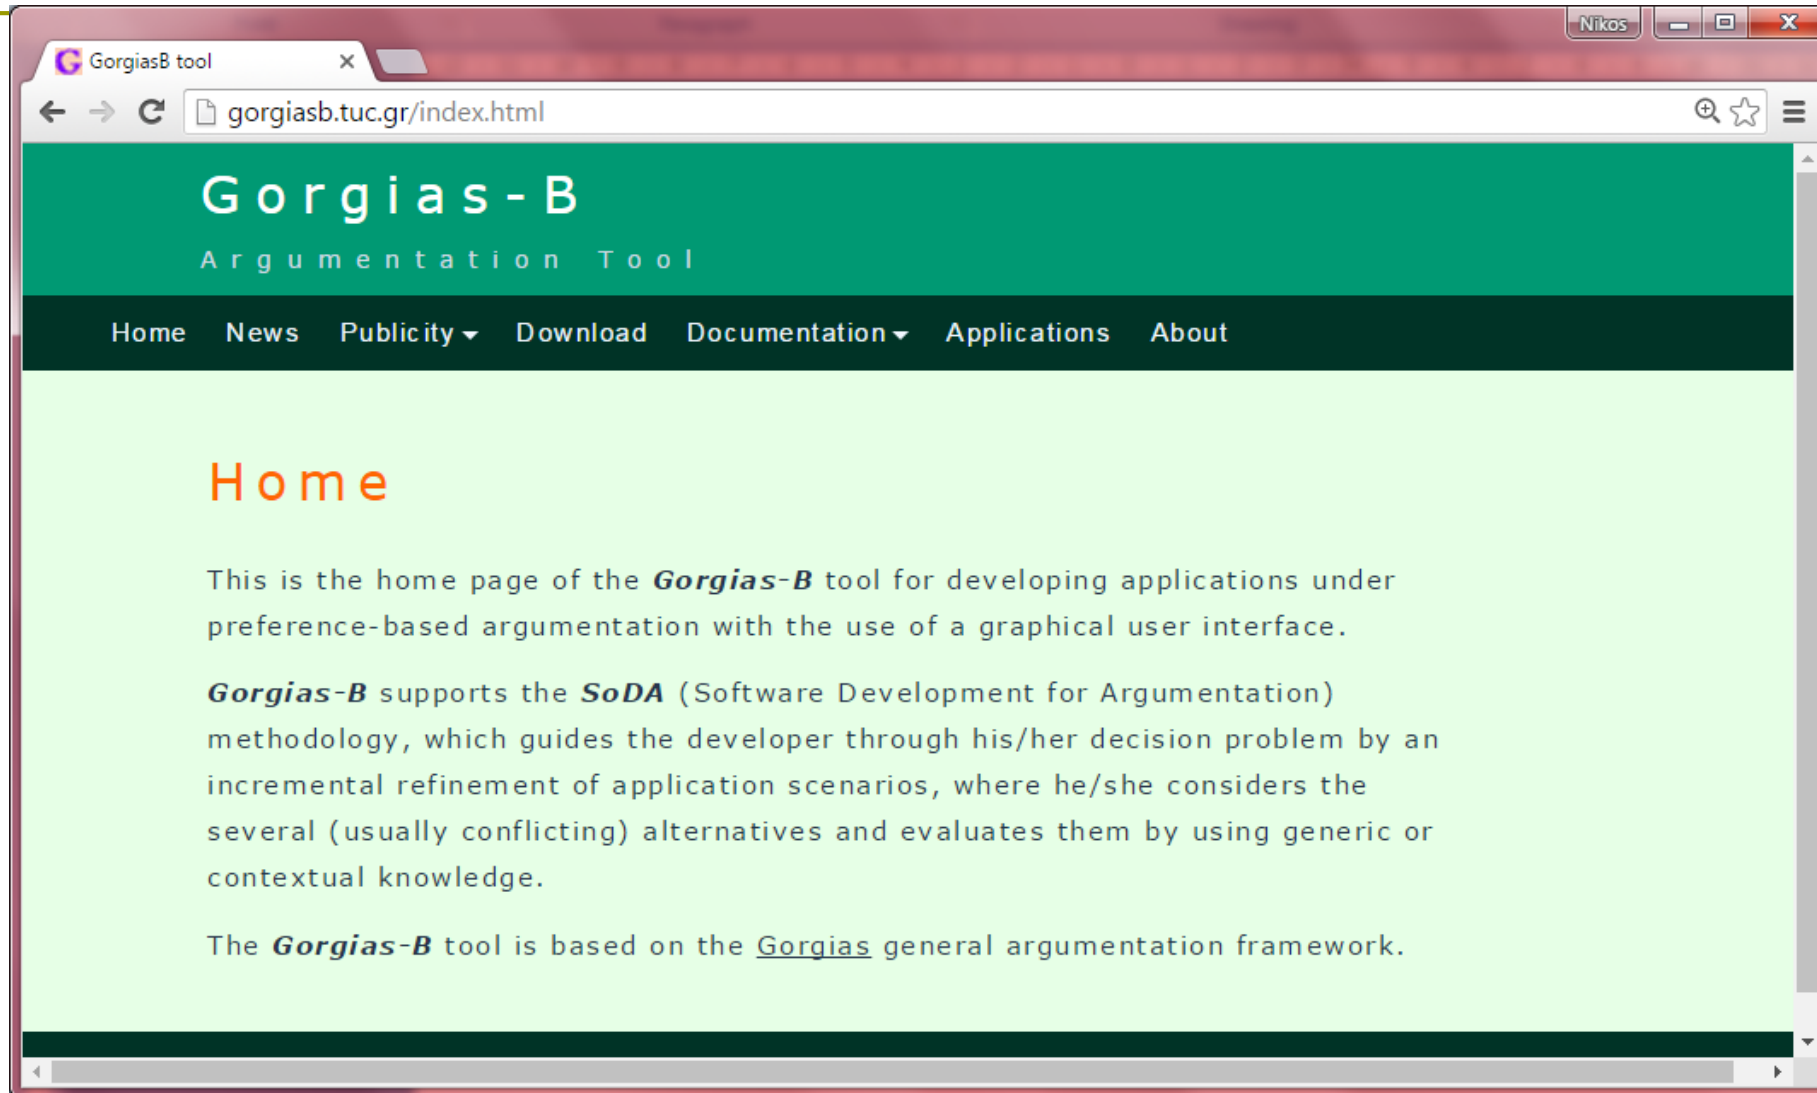 Nikos
GorgiasB tool
gorgiasb.tuc.gr/index.html
Gorgias-B
Argumentation Tool
Home News Publicity Download Documentation Applications About
Home
This is the home page of the Gorgias-B tool for developing applications under
preference-based argumentation with the use of a graphical user interface.
Gorgias-B supports the SoDA (Software Development for Argumentation)
methodology, which guides the developer through his/her decision problem by an
incremental refinement of application scenarios, where he/she considers the
several (usually conflicting) alternatives and evaluates them by using generic or
contextual knowledge.
The Gorgias-B tool is based on the Gorgias general argumentation framework.